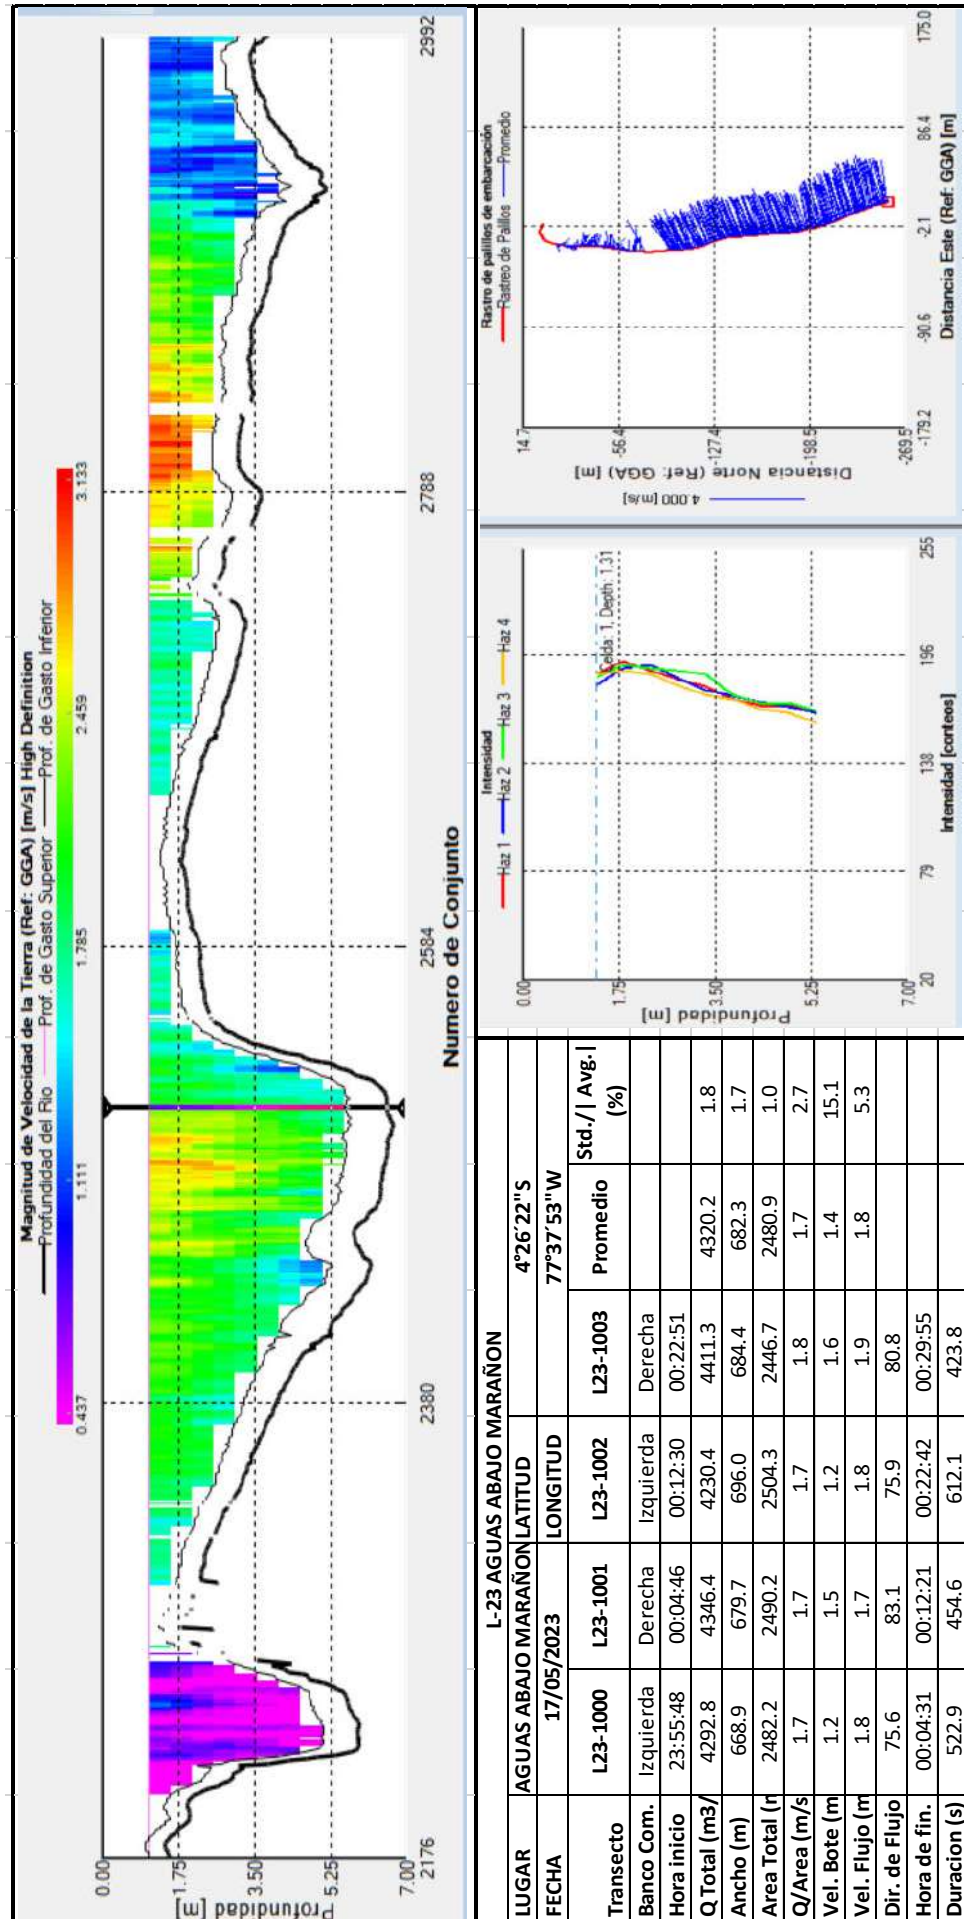 Magnitud de Velocidad de la Tierra (Ref: GGA) [m/s] High Definition
Profundidad del Rio Prof. de Gasto Superior Prof. de Gasto Inferior
0.437 1.111 1.785 2.459 3.133
Profundidad [m]
0.00
1.75
3.50
5.25
7.00
2176 2380 2584 2788 2992
Numero de Conjunto
L-23 AGUAS ABAJO MARAÑON
LUGAR AGUAS ABAJO MARAÑON LATITUD 4°26´22"S
FECHA 17/05/2023 LONGITUD 77°37´53"W
Transecto L23-1000 L23-1001 L23-1002 L23-1003 Promedio Std./| Avg.| (%)
Banco Com. Izquierda Derecha Izquierda Derecha
Hora inicio 23:55:48 00:04:46 00:12:30 00:22:51
Q Total (m3/ 4292.8 4346.4 4230.4 4411.3 4320.2 1.8
Ancho (m) 668.9 679.7 696.0 684.4 682.3 1.7
Area Total (r 2482.2 2490.2 2504.3 2446.7 2480.9 1.0
Q/Area (m/s 1.7 1.7 1.7 1.8 1.7 2.7
Vel. Bote (m 1.2 1.5 1.2 1.6 1.4 15.1
Vel. Flujo (m 1.8 1.7 1.8 1.9 1.8 5.3
Dir. de Flujo 75.6 83.1 75.9 80.8
Hora de fin. 00:04:31 00:12:21 00:22:42 00:29:55
Duracion (s) 522.9 454.6 612.1 423.8
Intensidad
Haz 1 Haz 2 Haz 3 Haz 4
Celda: 1, Depth: 1.31
Profundidad [m]
0.00
1.75
3.50
5.25
7.00
20 79 138 196 255
Intensidad [conteos]
Rastro de palillos de embarcación
Rastreo de Palillos Promedio
4.000 [m/s]
Distancia Norte (Ref: GGA) [m]
14.7
-56.4
-127.4
-198.5
-269.5
-179.2 -90.6 -2.1 86.4 175.0
Distancia Este (Ref: GGA) [m]